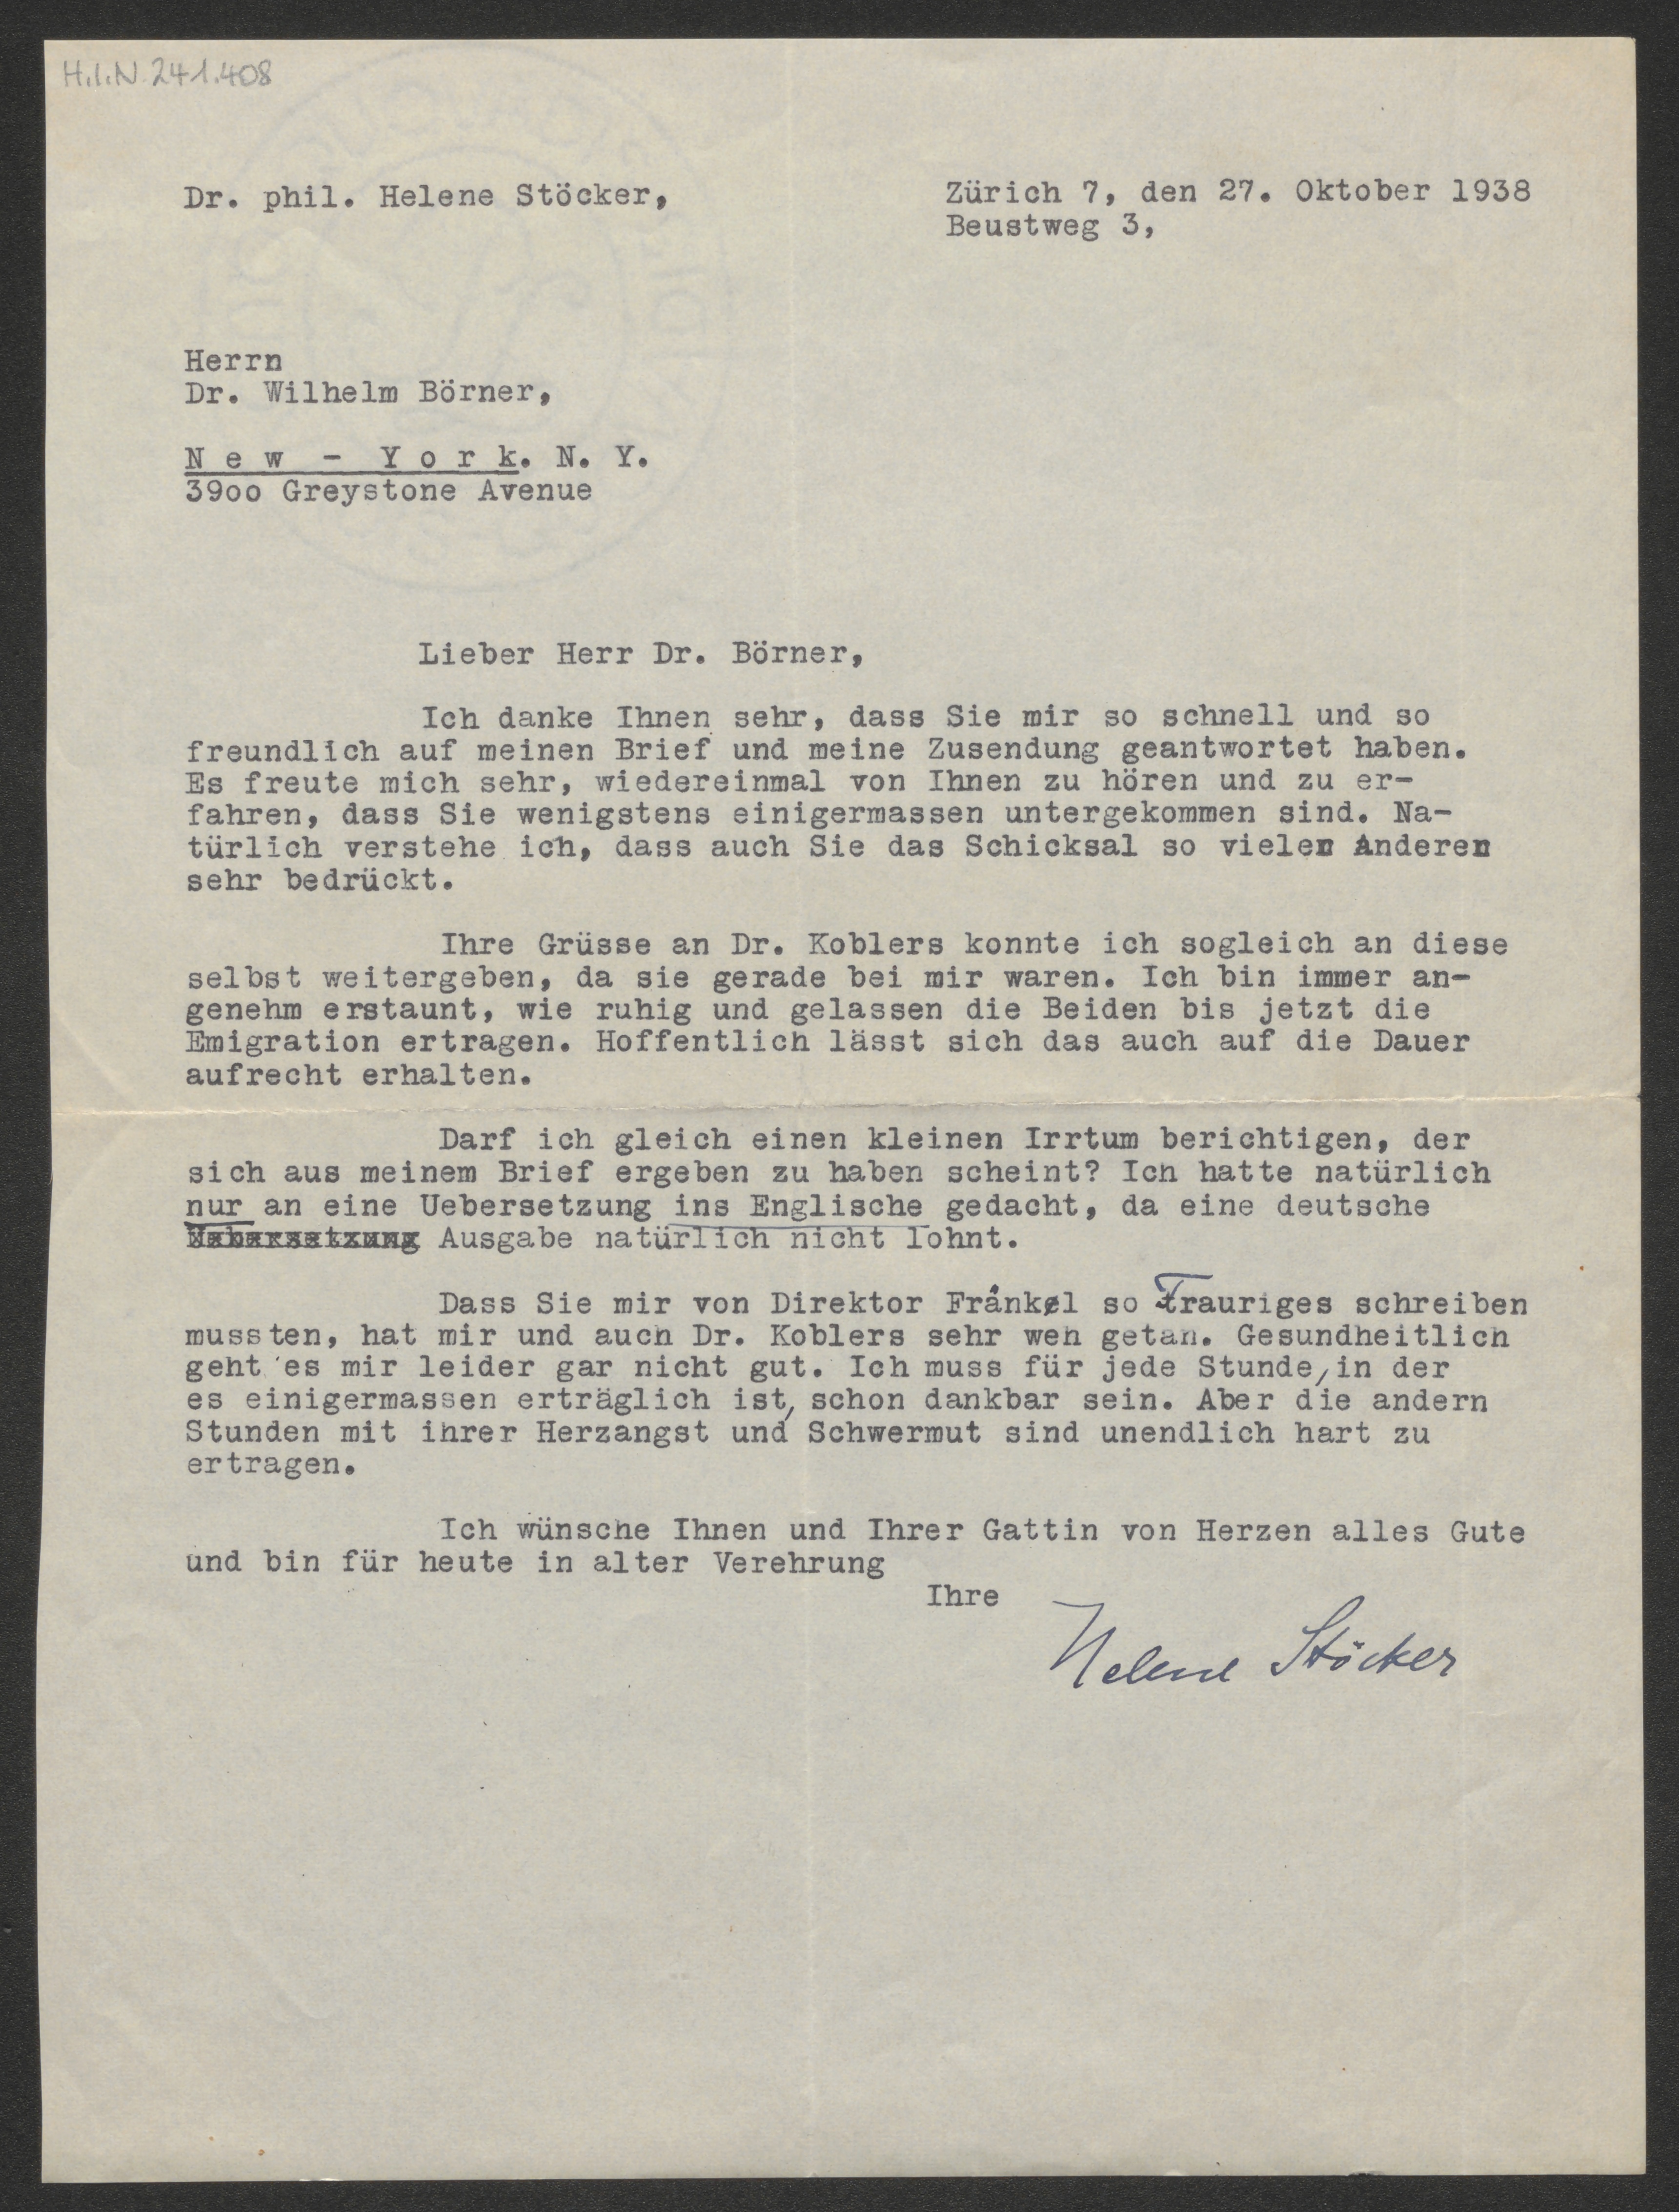 H.I.N. 241.408
Dr. phil. Helene Stöcker,
Zürich 7, den 27. Oktober 1938
Beustweg 3,
Herrn
Dr. Wilhelm Börner,
N e w - Y o r k. N. Y.
39oo Greystone Avenue
Lieber Herr Dr. Börner,
Ich danke Ihnen sehr, dass Sie mir so schnell und so
freundlich auf meinen Brief und meine Zusendung geantwortet haben.
Es freute mich sehr, wiedereinmal von Ihnen zu hören und zu er-
fahren, dass Sie wenigstens einigermassen untergekommen sind. Na-
türlich verstehe ich, dass auch Sie das Schicksal so vielen Anderen
sehr bedrückt.
Ihre Grüsse an Dr. Koblers konnte ich sogleich an diese
selbst weitergeben, da sie gerade bei mir waren. Ich bin immer an-
genehm erstaunt, wie ruhig und gelassen die Beiden bis jetzt die
Emigration ertragen. Hoffentlich lässt sich das auch auf die Dauer
aufrecht erhalten.
Darf ich gleich einen kleinen Irrtum berichtigen, der
sich aus meinem Brief ergeben zu haben scheint? Ich hatte natürlich
nur an eine Uebersetzung ins Englische gedacht, da eine deutsche
Uebersetzung Ausgabe natürlich nicht lohnt.
Dass Sie mir von Direktor Fränkel so Trauriges schreiben
mussten, hat mir und auch Dr. Koblers sehr weh getan. Gesundheitlich
geht es mir leider gar nicht gut. Ich muss für jede Stunde, in der
es einigermassen erträglich ist, schon dankbar sein. Aber die andern
Stunden mit ihrer Herzangst und Schwermut sind unendlich hart zu
ertragen.
Ich wünsche Ihnen und Ihrer Gattin von Herzen alles Gute
und bin für heute in alter Verehrung
Ihre
Helene Stöcker